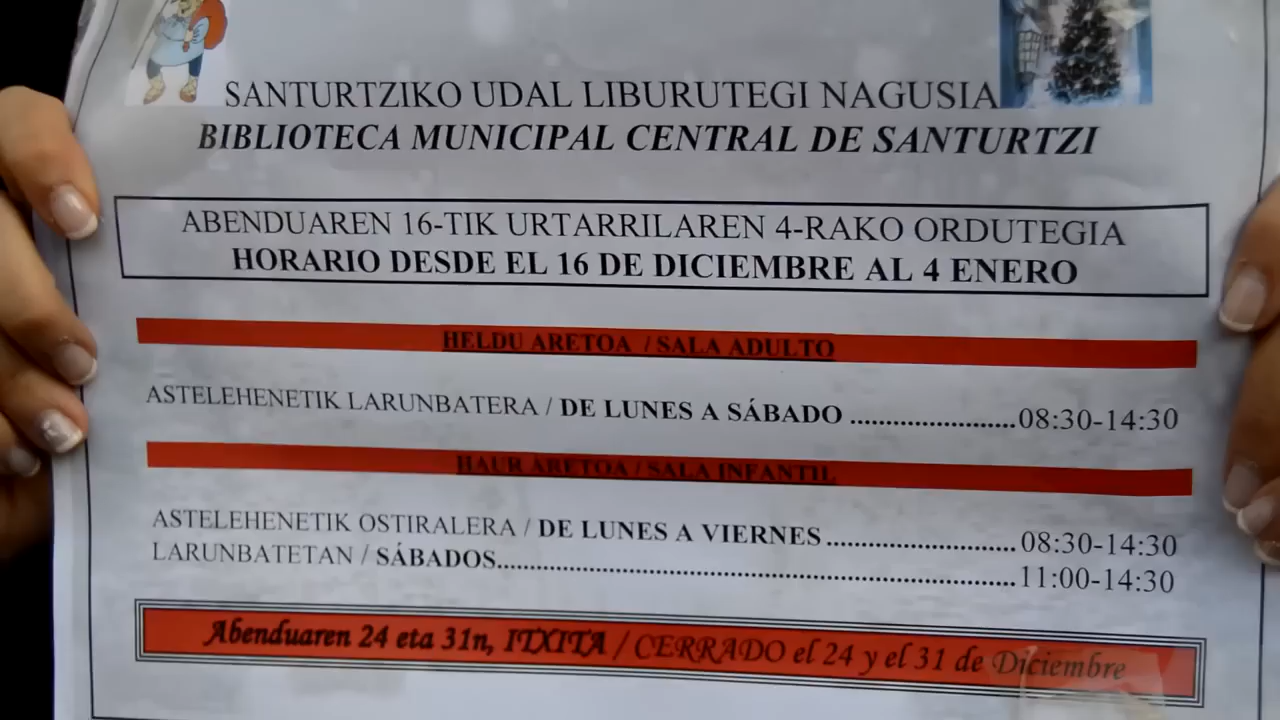 SANTURTZIKO UDAL LIBURUTEGI NAGUSIA
BIBLIOTECA MUNICIPAL CENTRAL DE SANTURTZI
ABENDUAREN 16-TIK URTARRILAREN 4-RAKO ORDUTEGIA
HORARIO DESDE EL 16 DE DICIEMBRE AL 4 ENERO
HELDU ARETOA / SALA ADULTO
ASTELEHENETIK LARUNBATERA / DE LUNES A SÁBADO ........................08:30-14:30
HAUR ARETOA / SALA INFANTIL
ASTELEHENETIK OSTIRALERA / DE LUNES A VIERNES ...........................08:30-14:30
LARUNBATETAN / SÁBADOS...........................................................................11:00-14:30
Abenduaren 24 eta 31n, ITXITA / CERRADO el 24 y el 31 de Diciembre